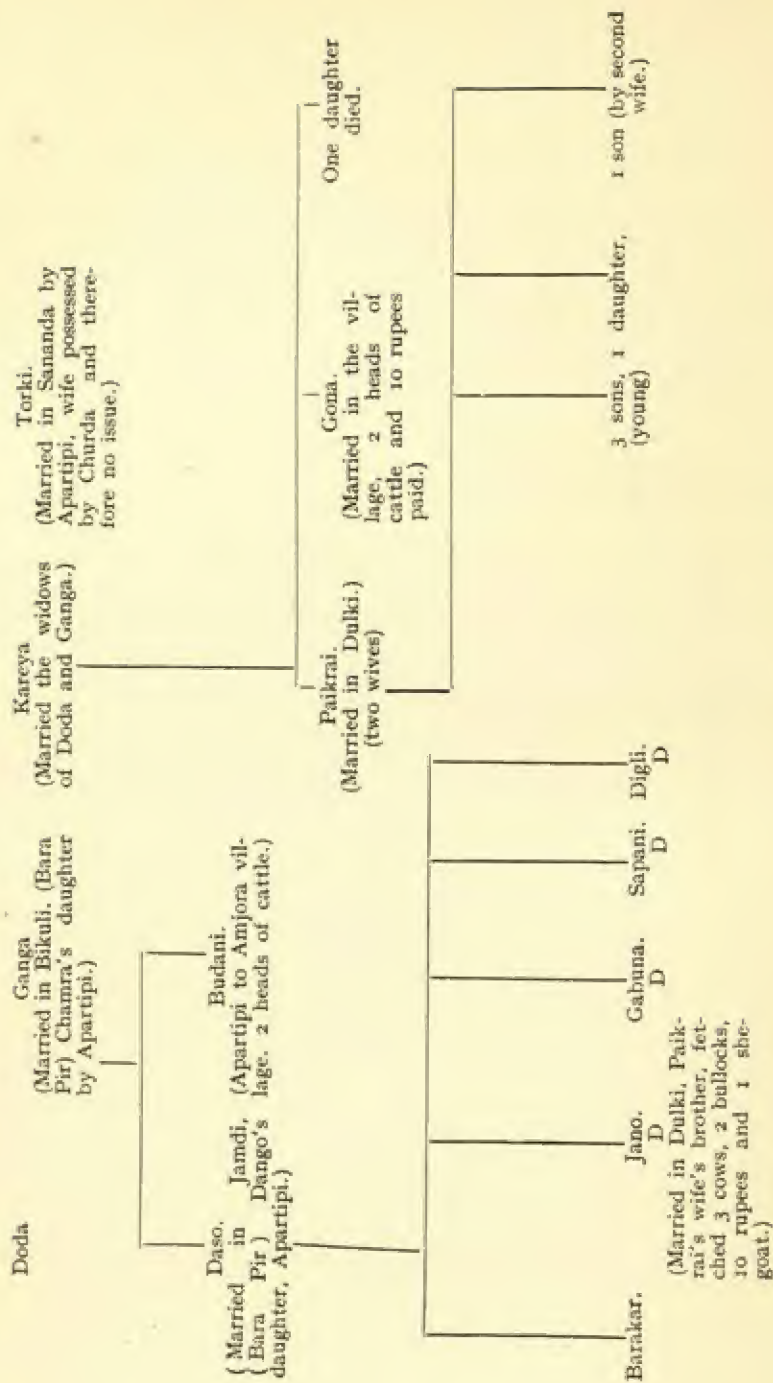 Doda
Ganga
(Married in Bikuli. (Bara
Pir) Chamra's daughter
by Apartipi.)
Kareya
(Married the widows
of Doda and Ganga.)
Torki.
(Married in Sananda by
Apartipi, wife possessed
by Churda and there-
fore no issue.)
Daso.
(Married in Jamdi,
(Bara Pir) Dango's
daughter, Apartipi.)
Budani.
(Apartipi to Amjora vil-
lage. 2 heads of cattle.)
Paikrai.
(Married in Dulki.)
(two wives)
Gona.
(Married in the vil-
lage, 2 heads of
cattle and 10 rupees
paid.)
One daughter
died.
Barakar.
Jano.
D
(Married in Dulki, Paik-
rai's wife's brother, fet-
ched 3 cows, 2 bullocks,
10 rupees and 1 she-
goat.)
Gabuna.
D
Sapani.
D
Digli.
D
3 sons, 1 daughter,
(young)
1 son (by second
wife.)